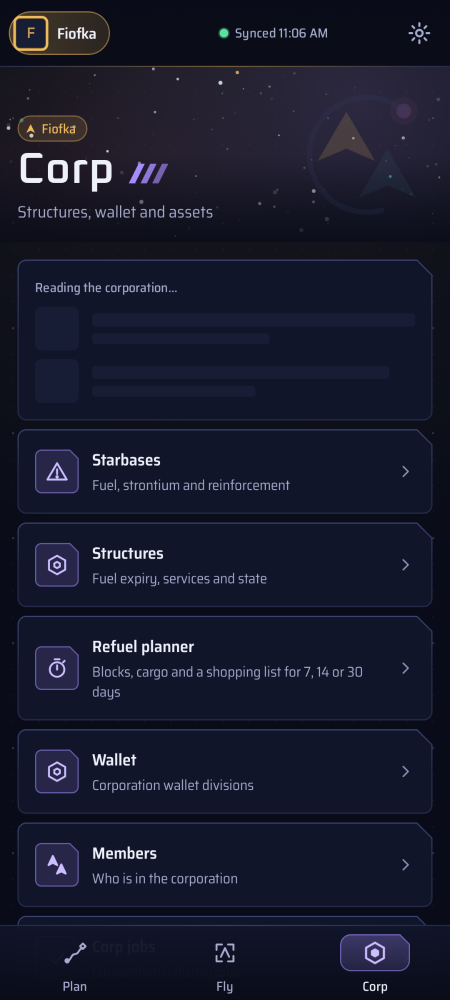 F
Fiofka
Synced 11:06 AM
Fiofka
Corp
Structures, wallet and assets
Reading the corporation...
Starbases
Fuel, strontium and reinforcement
Structures
Fuel expiry, services and state
Refuel planner
Blocks, cargo and a shopping list for 7, 14 or 30
days
Wallet
Corporation wallet divisions
Members
Who is in the corporation
Corp jobs
Plan
Fly
Corp